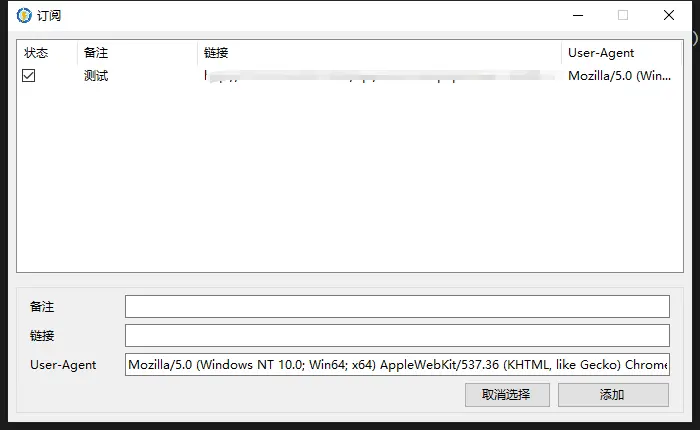 订阅
状态 备注 链接 User-Agent
测试 Mozilla/5.0 (Win...
备注
链接
User-Agent Mozilla/5.0 (Windows NT 10.0; Win64; x64) AppleWebKit/537.36 (KHTML, like Gecko) Chrome
取消选择 添加